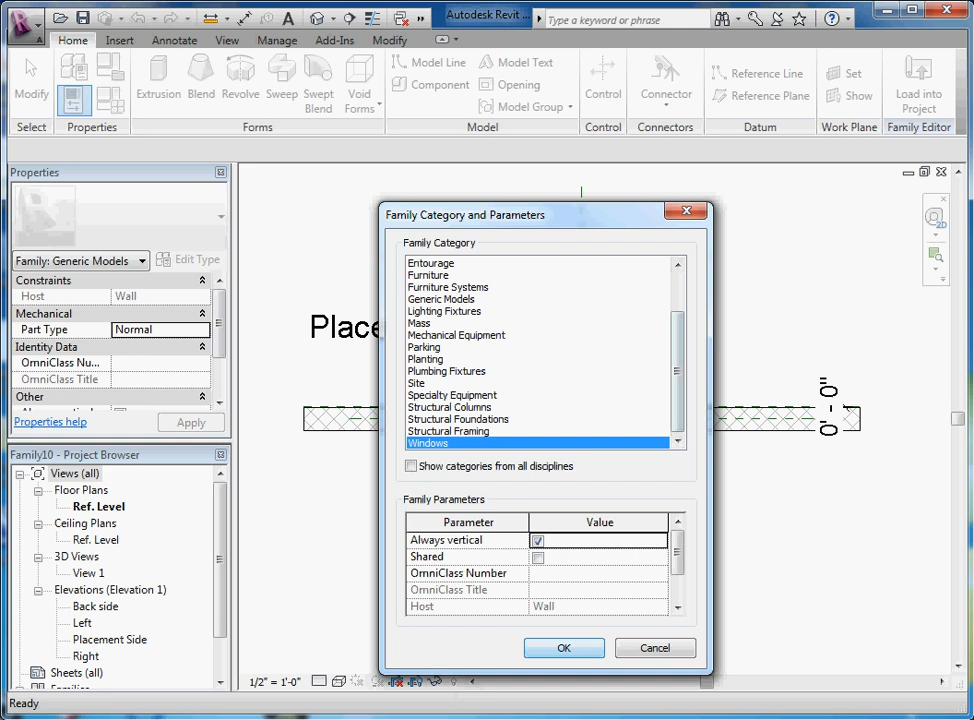 Autodesk Revit ...
Type a keyword or phrase
Home
Insert
Annotate
View
Manage
Add-Ins
Modify
Modify
Extrusion
Blend
Revolve
Sweep
Swept
Blend
Void
Forms
Model Line
Component
Model Text
Opening
Model Group
Control
Connector
Reference Line
Reference Plane
Set
Show
Load into
Project
Select
Properties
Forms
Model
Control
Connectors
Datum
Work Plane
Family Editor
Properties
Family: Generic Models
Edit Type
Constraints
Host
Wall
Mechanical
Part Type
Normal
Identity Data
OmniClass Nu...
OmniClass Title
Other
Properties help
Apply
Family10 - Project Browser
Views (all)
Floor Plans
Ref. Level
Ceiling Plans
Ref. Level
3D Views
View 1
Elevations (Elevation 1)
Back side
Left
Placement Side
Right
Sheets (all)
Place
2D
0' - 0"
Family Category and Parameters
Family Category
Entourage
Furniture
Furniture Systems
Generic Models
Lighting Fixtures
Mass
Mechanical Equipment
Parking
Planting
Plumbing Fixtures
Site
Specialty Equipment
Structural Columns
Structural Foundations
Structural Framing
Windows
Show categories from all disciplines
Family Parameters
Parameter
Value
Always vertical
Shared
OmniClass Number
OmniClass Title
Host
Wall
OK
Cancel
1/2" = 1'-0"
Ready